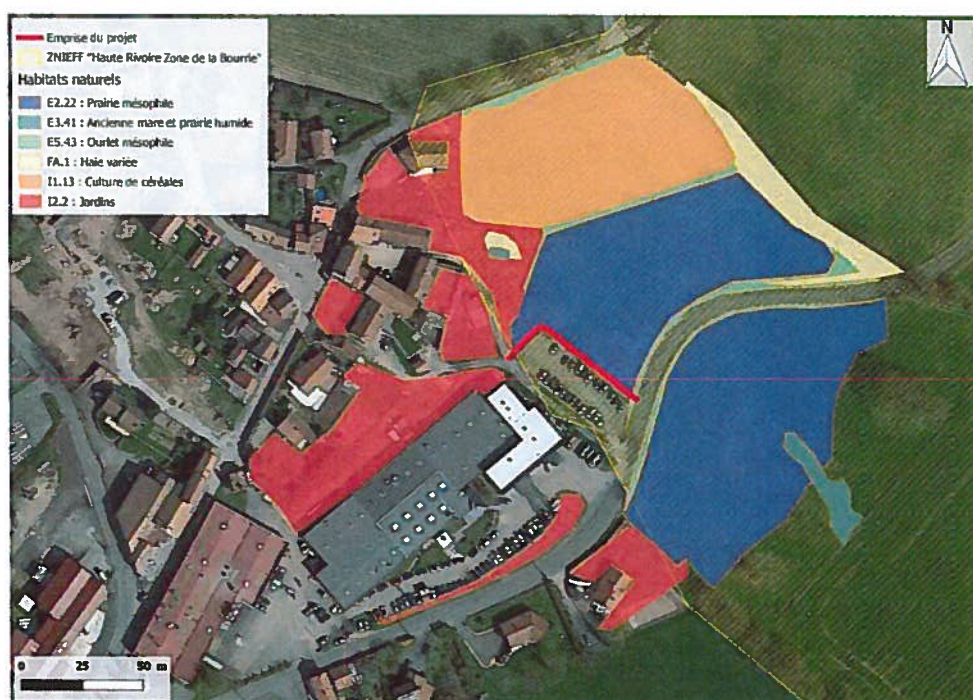 Emprise du projet
ZNIEFF "Haute Rivoire Zone de la Bourrie"
Habitats naturels
E2.22 : Prairie mésophile
E3.41 : Ancienne mare et prairie humide
E5.43 : Ourlet mésophile
FA.1 : Haie variée
I1.13 : Culture de céréales
I2.2 : Jardins
N
0 25 50 m